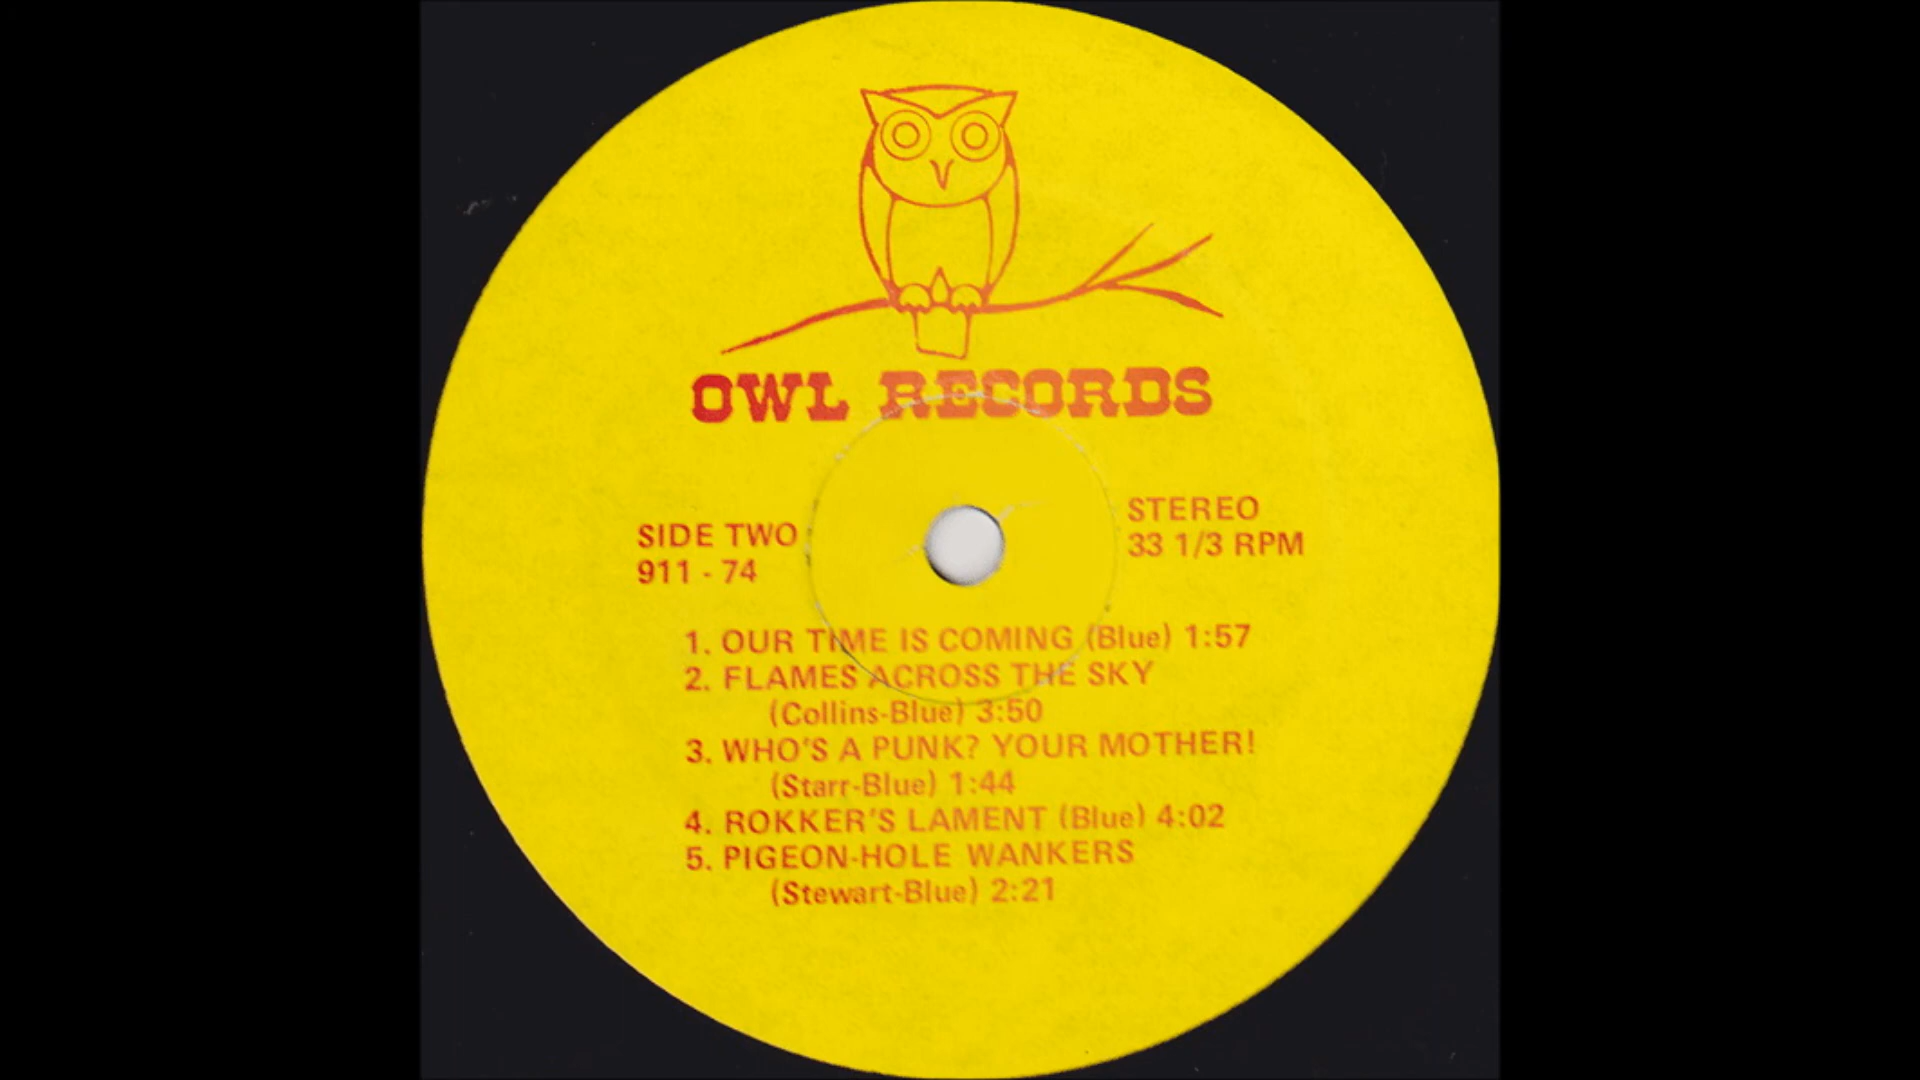 OWL RECORDS
SIDE TWO
911 - 74
STEREO
33 1/3 RPM
1. OUR TIME IS COMING (Blue) 1:57
2. FLAMES ACROSS THE SKY
(Collins-Blue) 3:50
3. WHO'S A PUNK? YOUR MOTHER!
(Starr-Blue) 1:44
4. ROKKER'S LAMENT (Blue) 4:02
5. PIGEON-HOLE WANKERS
(Stewart-Blue) 2:21